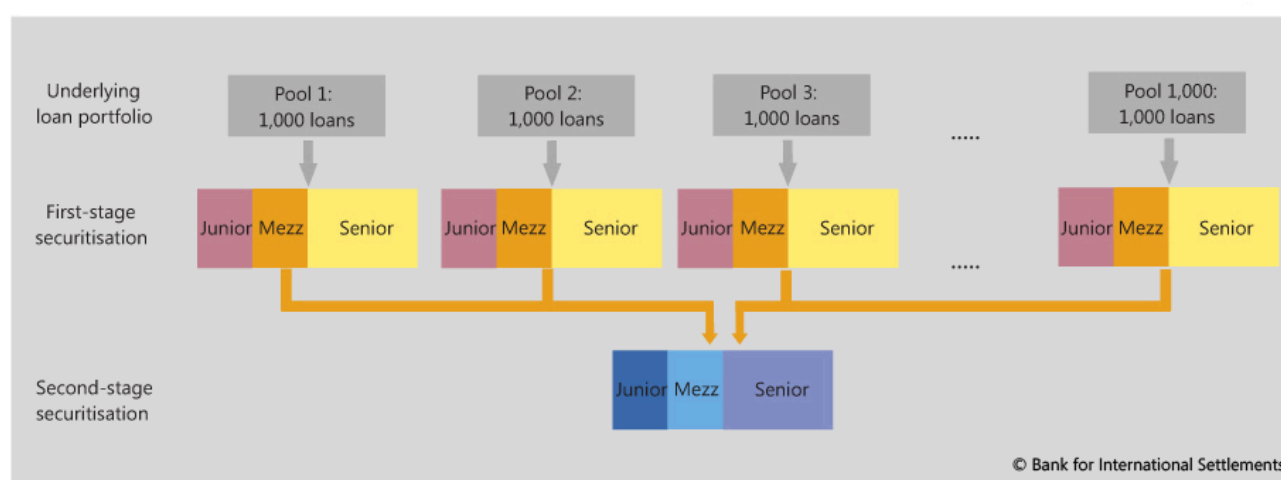 Underlying
loan portfolio
Pool 1:
1,000 loans
Pool 2:
1,000 loans
Pool 3:
1,000 loans
.....
Pool 1,000:
1,000 loans
First-stage
securitisation
Junior Mezz Senior
Junior Mezz Senior
Junior Mezz Senior
.....
Junior Mezz Senior
Second-stage
securitisation
Junior Mezz Senior
© Bank for International Settlements